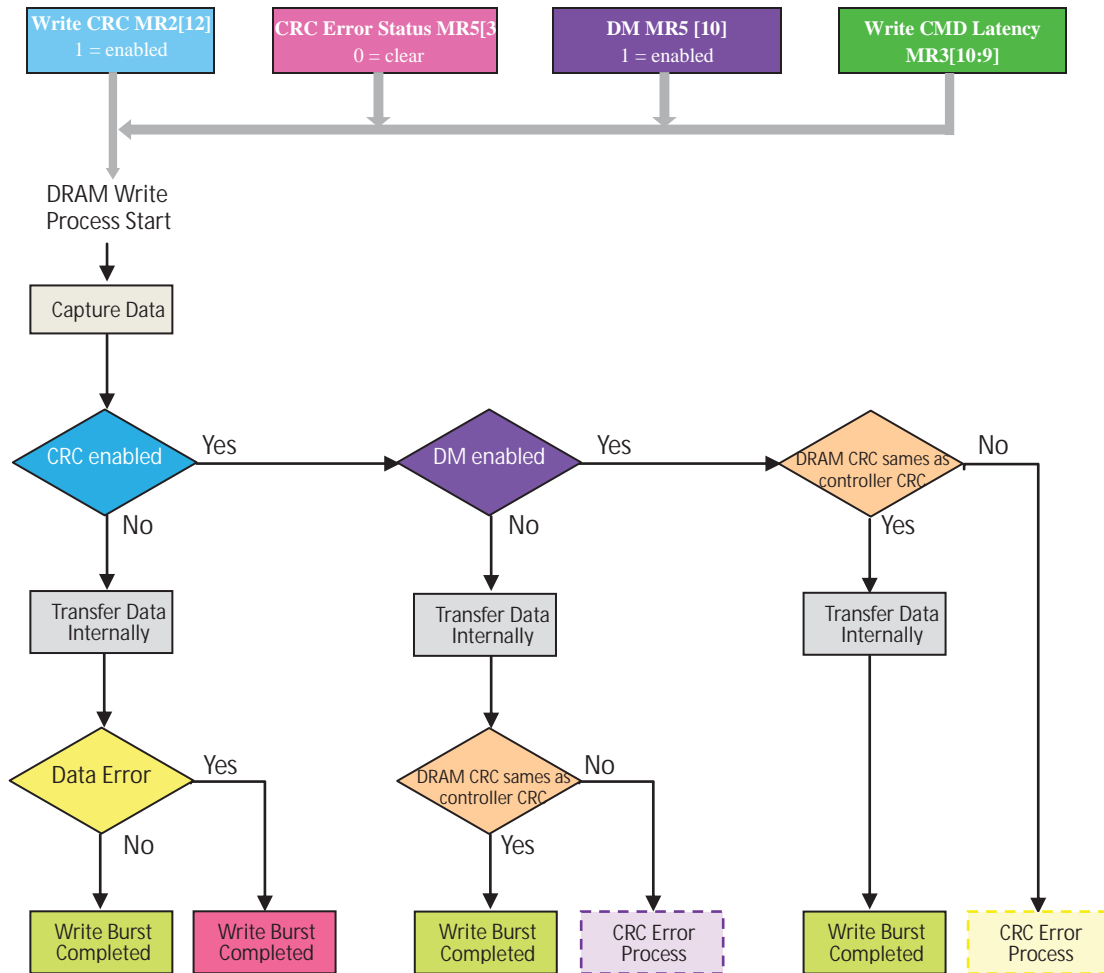 Write CRC MR2[12]
1 = enabled
CRC Error Status MR5[3
0 = clear
DM MR5 [10]
1 = enabled
Write CMD Latency
MR3[10:9]
DRAM Write
Process Start
Capture Data
CRC enabled
Yes
DM enabled
Yes
DRAM CRC sames as
controller CRC
No
No
No
Yes
Transfer Data
Internally
Transfer Data
Internally
Transfer Data
Internally
Data Error
Yes
DRAM CRC sames as
controller CRC
No
No
Yes
Write Burst
Completed
Write Burst
Completed
Write Burst
Completed
CRC Error
Process
Write Burst
Completed
CRC Error
Process